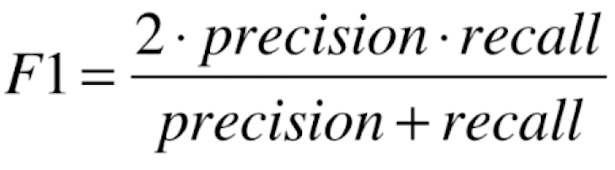 F1 = 2 · precision · recall
precision + recall